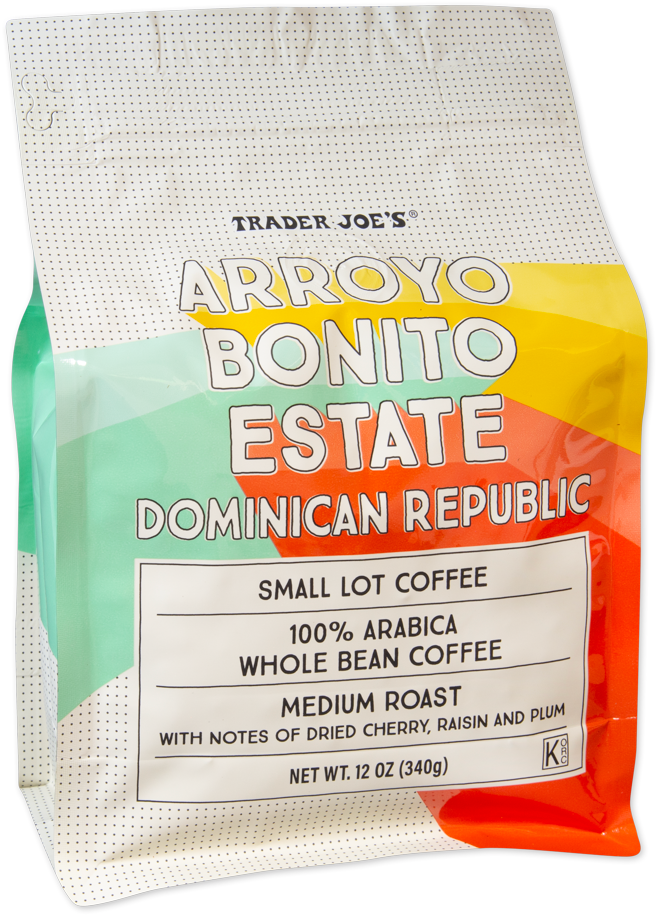 TRADER JOE'S®
ARROYO
BONITO
ESTATE
DOMINICAN REPUBLIC
SMALL LOT COFFEE
100% ARABICA
WHOLE BEAN COFFEE
MEDIUM ROAST
WITH NOTES OF DRIED CHERRY, RAISIN AND PLUM
NET WT. 12 OZ (340g)
K ORG